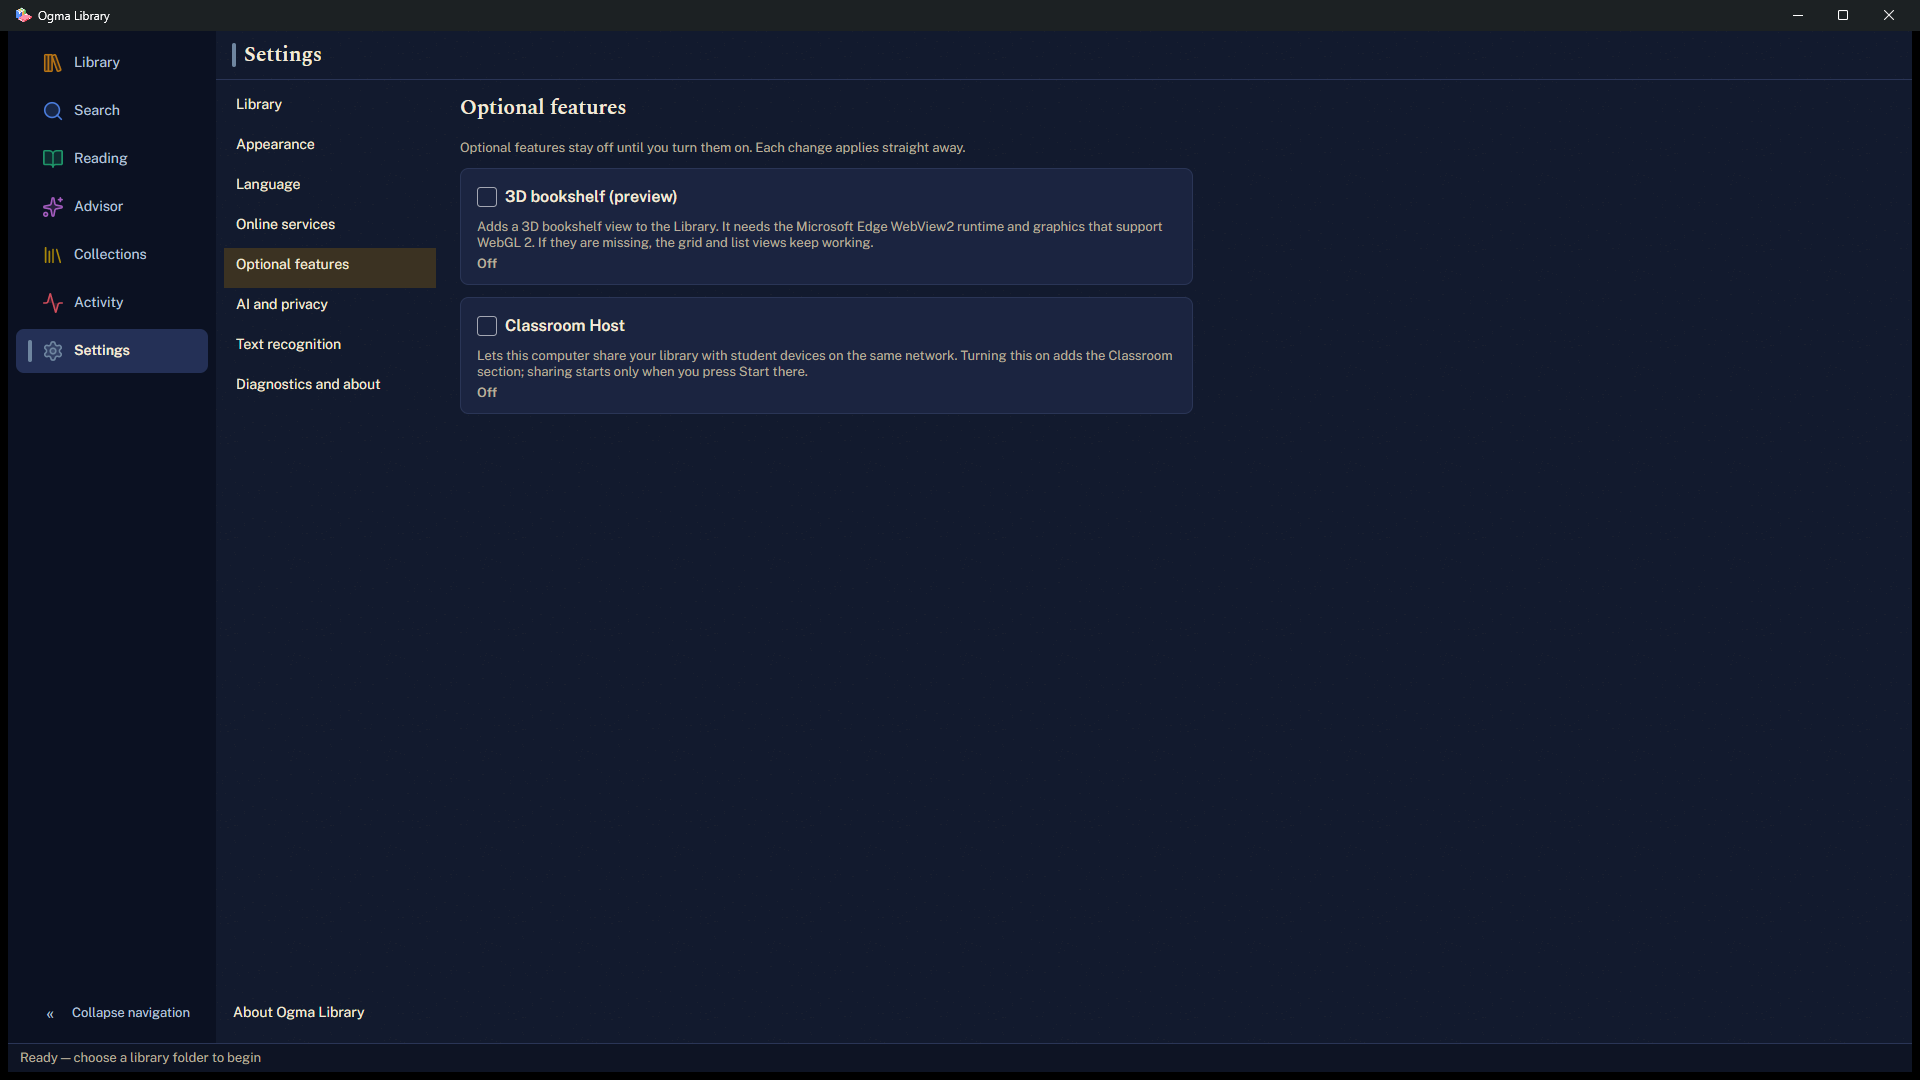 Ogma Library
Library
Search
Reading
Advisor
Collections
Activity
Settings
« Collapse navigation
Settings
Library
Appearance
Language
Online services
Optional features
AI and privacy
Text recognition
Diagnostics and about
About Ogma Library
Optional features
Optional features stay off until you turn them on. Each change applies straight away.
3D bookshelf (preview)
Adds a 3D bookshelf view to the Library. It needs the Microsoft Edge WebView2 runtime and graphics that support
WebGL 2. If they are missing, the grid and list views keep working.
Off
Classroom Host
Lets this computer share your library with student devices on the same network. Turning this on adds the Classroom
section; sharing starts only when you press Start there.
Off
Ready — choose a library folder to begin